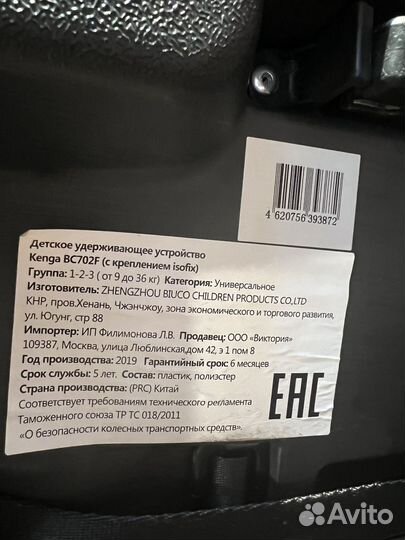 4 620756 393872
Детское удерживающее устройство
Kenga BC702F (с креплением isofix)
Группа: 1-2-3 ( от 9 до 36 кг) Категория: Универсальное
Изготовитель: ZHENGZHOU BIUCO CHILDREN PRODUCTS CO,LTD
КНР, пров.Хенань, Чжэнчжоу, зона экономического и торгового развития,
ул. Югунг, стр 88
Импортер: ИП Филимонова Л.В. Продавец: ООО «Виктория»
109387, Москва, улица Люблинская,дом 42, э 1 пом 8
Год производства: 2019 Гарантийный срок: 6 месяцев
Срок службы: 5 лет. Состав: пластик, полиэстер
Страна производства: (PRC) Китай
Соответствует требованиям технического регламента
Таможенного союза ТР ТС 018/2011
«О безопасности колесных транспортных средств».
EAC
Avito